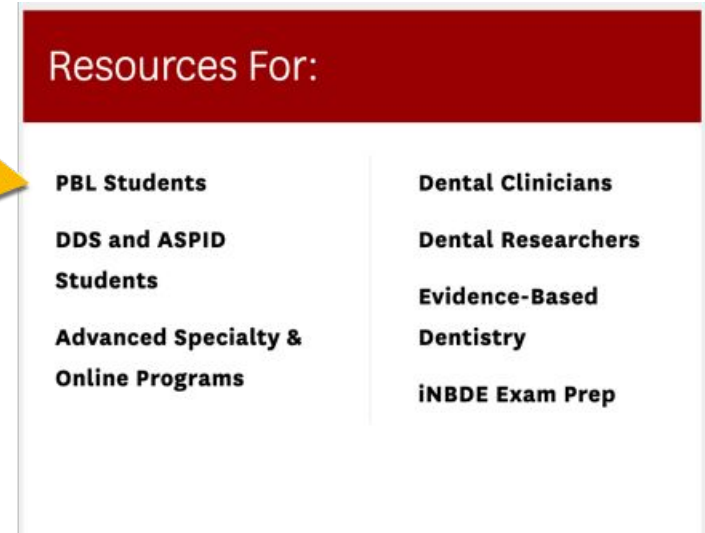 Resources For:
PBL Students
DDS and ASPID
Students
Advanced Specialty &
Online Programs
Dental Clinicians
Dental Researchers
Evidence-Based
Dentistry
iNBDE Exam Prep